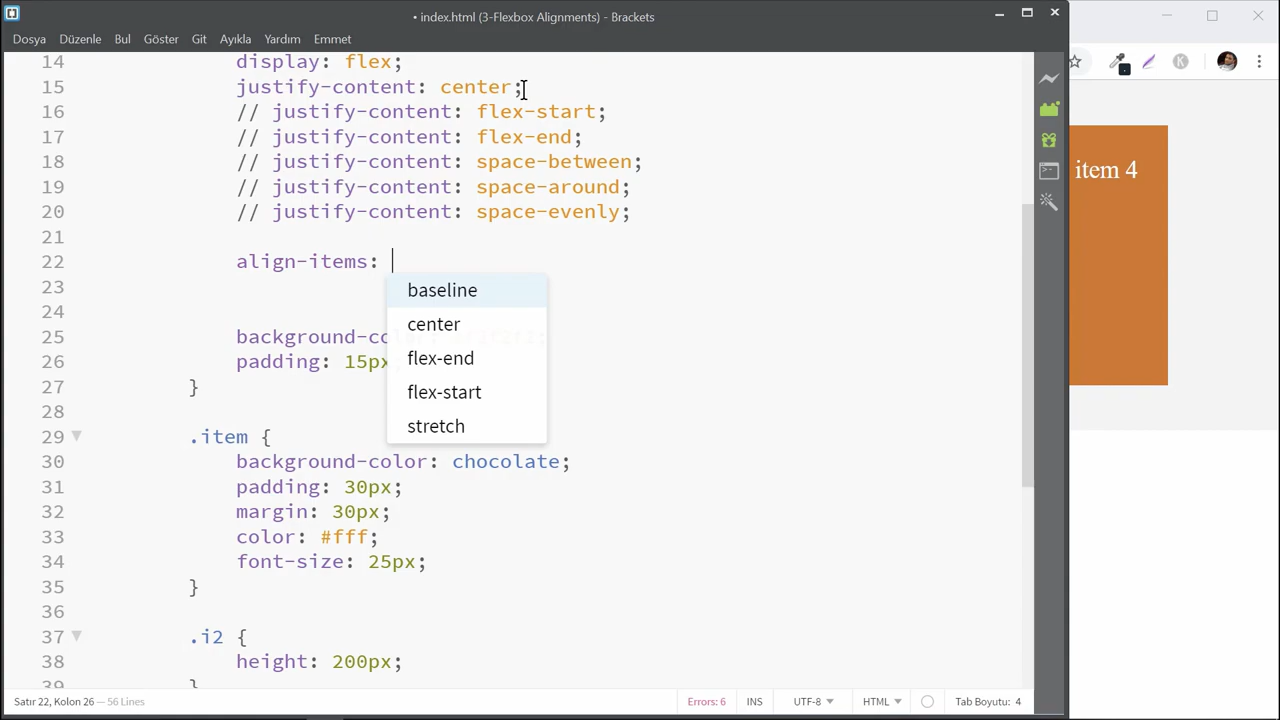 • index.html (3-Flexbox Alignments) - Brackets
Dosya Düzenle Bul Göster Git Ayıkla Yardım Emmet
14 display: flex;
15 justify-content: center;
16 // justify-content: flex-start;
17 // justify-content: flex-end;
18 // justify-content: space-between;
19 // justify-content: space-around;
20 // justify-content: space-evenly;
21
22 align-items:
baseline
center
flex-end
flex-start
stretch
23
24
25 background-co
26 padding: 15px
27 }
28
29 .item {
30 background-color: chocolate;
31 padding: 30px;
32 margin: 30px;
33 color: #fff;
34 font-size: 25px;
35 }
36
37 .i2 {
38 height: 200px;
39 }
item 4
K
Satır 22, Kolon 26 — 56 Lines
Errors: 6 INS UTF-8 HTML Tab Boyutu: 4